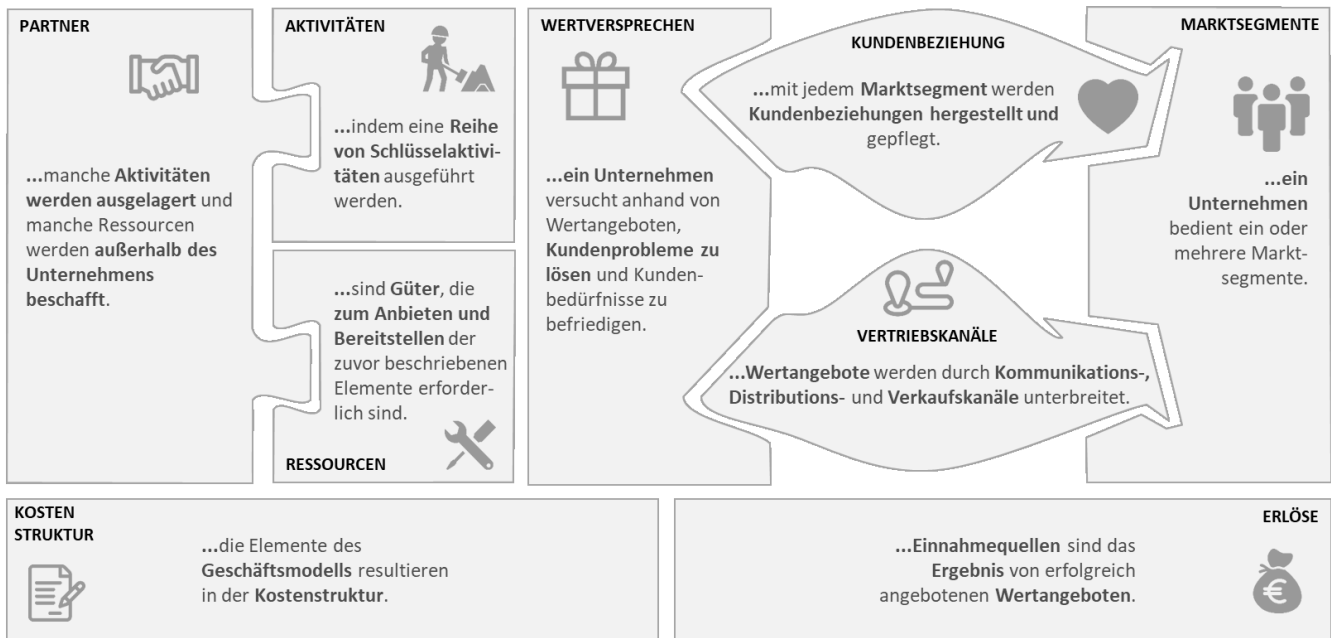 PARTNER
...manche Aktivitäten
werden ausgelagert und
manche Ressourcen
werden außerhalb des
Unternehmens
beschafft.
AKTIVITÄTEN
...indem eine Reihe
von Schlüsselaktivi-
täten ausgeführt
werden.
...sind Güter, die
zum Anbieten und
Bereitstellen der
zuvor beschriebenen
Elemente erforder-
lich sind.
RESSOURCEN
WERTVERSPRECHEN
...ein Unternehmen
versucht anhand von
Wertangeboten,
Kundenprobleme zu
lösen und Kunden-
bedürfnisse zu
befriedigen.
KUNDENBEZIEHUNG
...mit jedem Marktsegment werden
Kundenbeziehungen hergestellt und
gepflegt.
VERTRIEBSKANÄLE
...Wertangebote werden durch Kommunikations-,
Distributions- und Verkaufskanäle unterbreitet.
MARKTSEGMENTE
...ein
Unternehmen
bedient ein oder
mehrere Markt-
segmente.
KOSTEN
STRUKTUR
...die Elemente des
Geschäftsmodells resultieren
in der Kostenstruktur.
ERLÖSE
...Einnahmequellen sind das
Ergebnis von erfolgreich
angebotenen Wertangeboten.
€